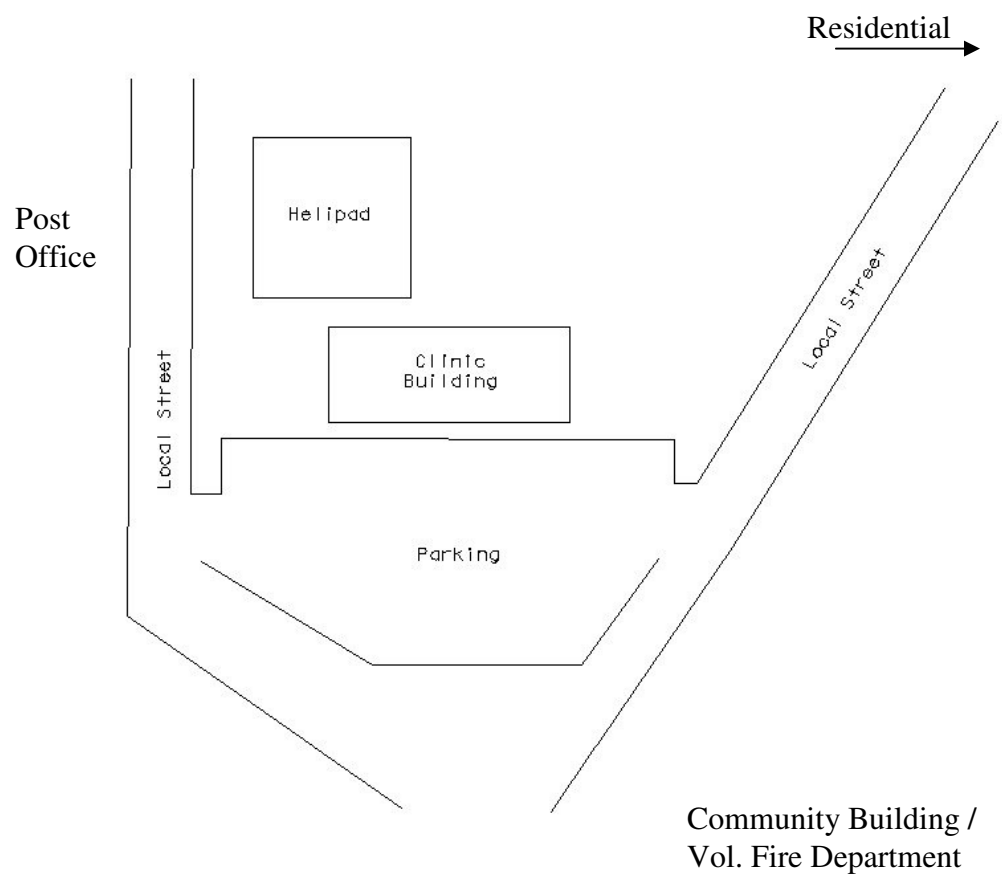 Residential
Helipad
Post
Office
Local Street
Clinic
Building
Local Street
Parking
Community Building /
Vol. Fire Department